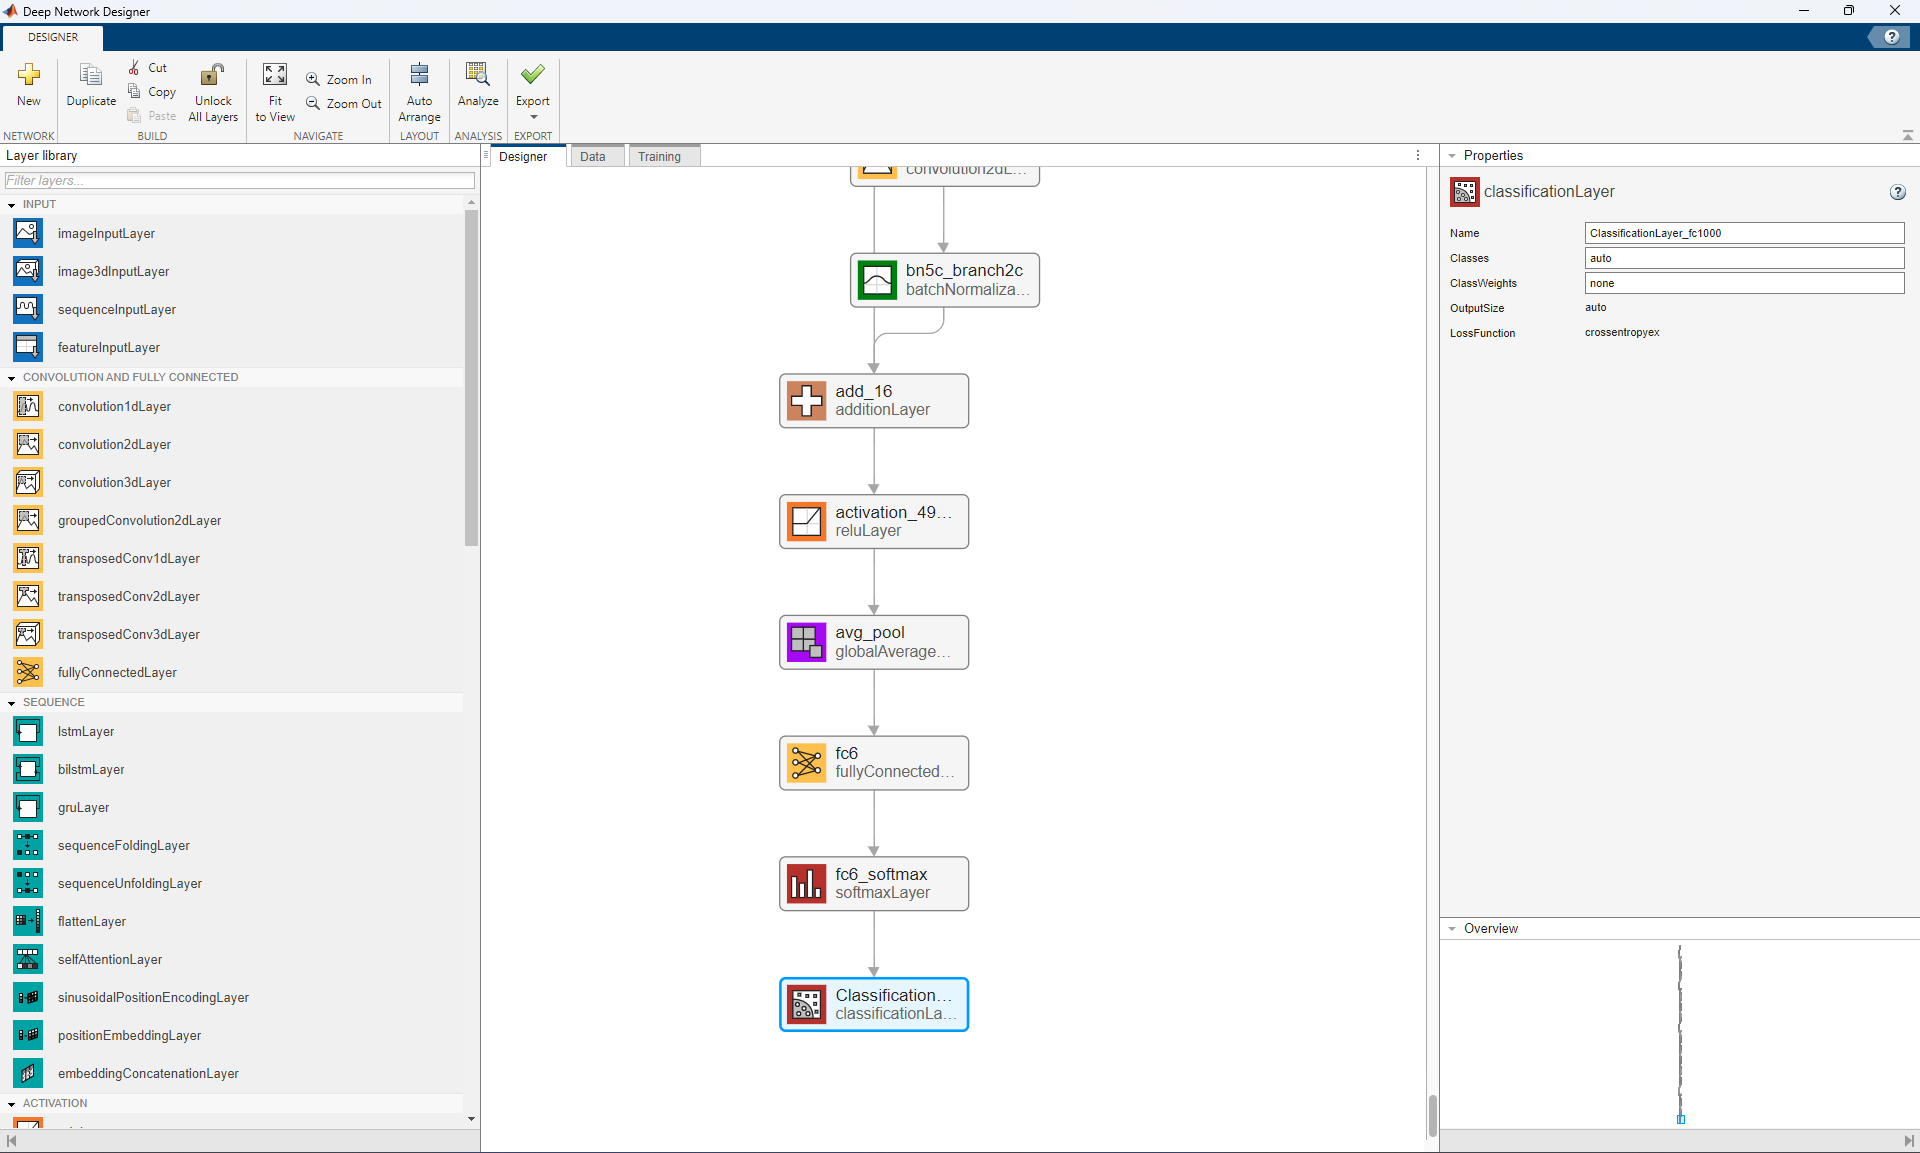 Deep Network Designer
DESIGNER
New
Duplicate
Cut
Copy
Paste
Unlock
All Layers
Fit
to View
Zoom In
Zoom Out
Auto
Arrange
Analyze
Export
NETWORK
BUILD
NAVIGATE
LAYOUT
ANALYSIS
EXPORT
Layer library
Filter layers...
INPUT
imageInputLayer
image3dInputLayer
sequenceInputLayer
featureInputLayer
CONVOLUTION AND FULLY CONNECTED
convolution1dLayer
convolution2dLayer
convolution3dLayer
groupedConvolution2dLayer
transposedConv1dLayer
transposedConv2dLayer
transposedConv3dLayer
fullyConnectedLayer
SEQUENCE
lstmLayer
bilstmLayer
gruLayer
sequenceFoldingLayer
sequenceUnfoldingLayer
flattenLayer
selfAttentionLayer
sinusoidalPositionEncodingLayer
positionEmbeddingLayer
embeddingConcatenationLayer
ACTIVATION
Designer
Data
Training
convolution2dL...
bn5c_branch2c
batchNormaliza...
add_16
additionLayer
activation_49...
reluLayer
avg_pool
globalAverage...
fc6
fullyConnected...
fc6_softmax
softmaxLayer
Classification...
classificationLa...
Properties
classificationLayer
Name
ClassificationLayer_fc1000
Classes
auto
ClassWeights
none
OutputSize
auto
LossFunction
crossentropyex
Overview